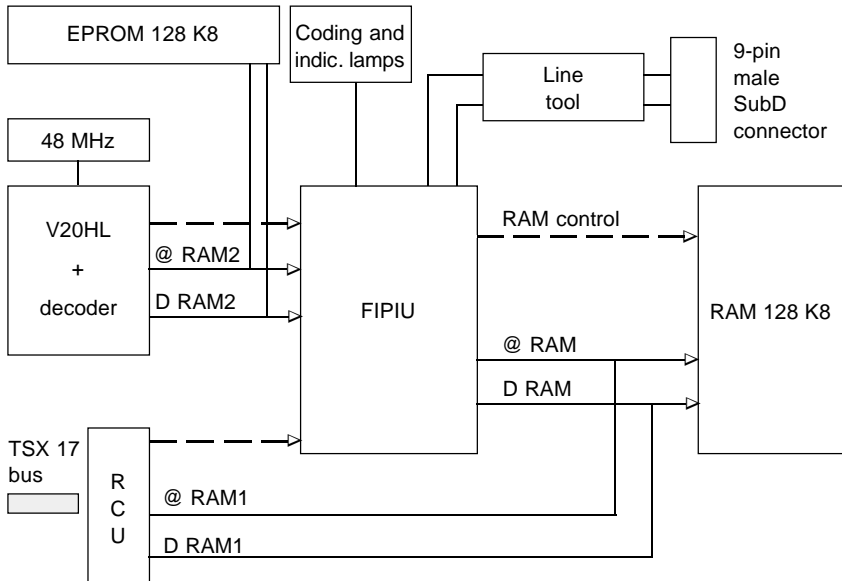 EPROM 128 K8
Coding and
indic. lamps
Line
tool
9-pin
male
SubD
connector
48 MHz
V20HL
+
decoder
@ RAM2
D RAM2
FIPIU
RAM control
@ RAM
D RAM
RAM 128 K8
TSX 17
bus
R
C
U
@ RAM1
D RAM1